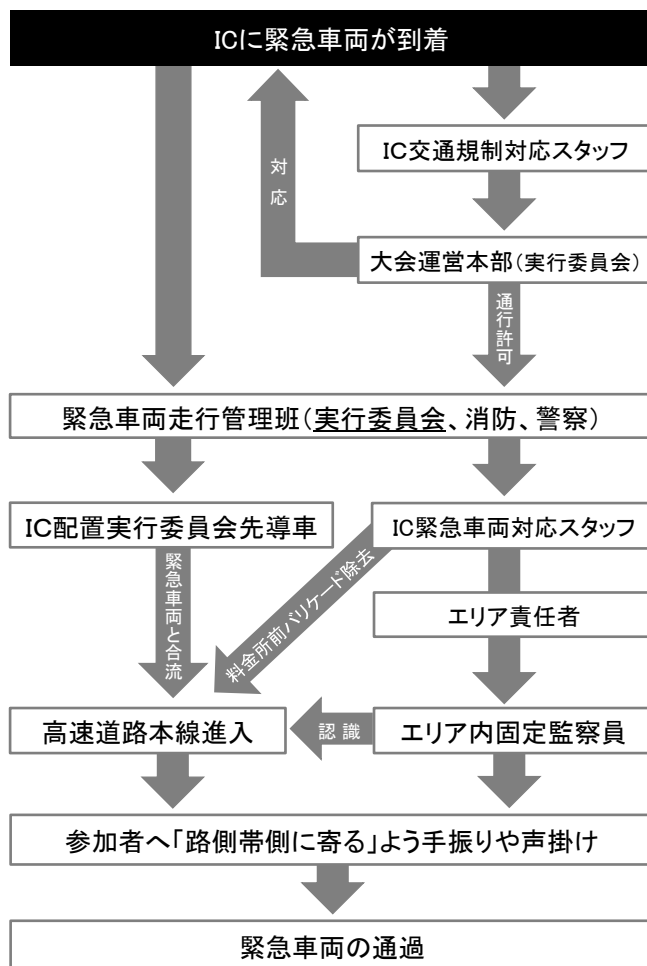 ICに緊急車両が到着
IC交通規制対応スタッフ
対応
大会運営本部(実行委員会)
通行許可
緊急車両走行管理班(実行委員会、消防、警察)
IC配置実行委員会先導車
IC緊急車両対応スタッフ
緊急車両と合流
料金所前バリケード除去
エリア責任者
高速道路本線進入
認識
エリア内固定監察員
参加者へ「路側帯側に寄る」よう手振りや声掛け
緊急車両の通過